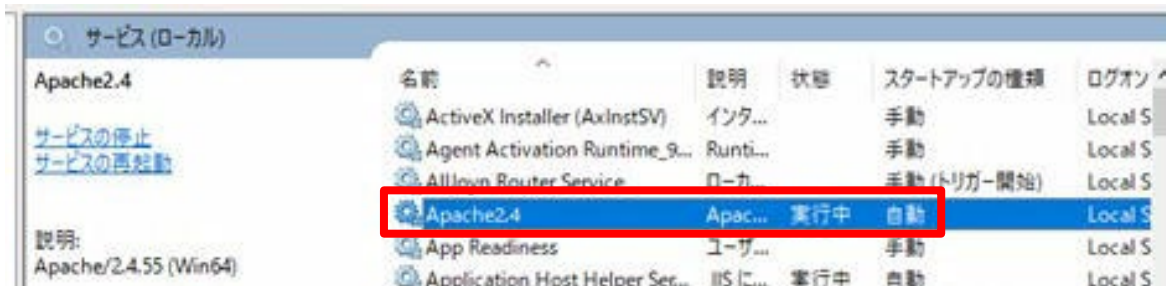 サービス (ローカル)
Apache2.4
サービスの停止
サービスの再起動
説明:
Apache/2.4.55 (Win64)
名前 説明 状態 スタートアップの種類 ログオン
ActiveX Installer (AxInstSV) インタ... 手動 Local S
Agent Activation Runtime_9... Runti... 手動 Local S
AllJoyn Router Service ローカ... 手動 (トリガー開始) Local S
Apache2.4 Apac... 実行中 自動 Local S
App Readiness ユーザ... 手動 Local S
Application Host Helper Ser... IIS に... 実行中 自動 Local S